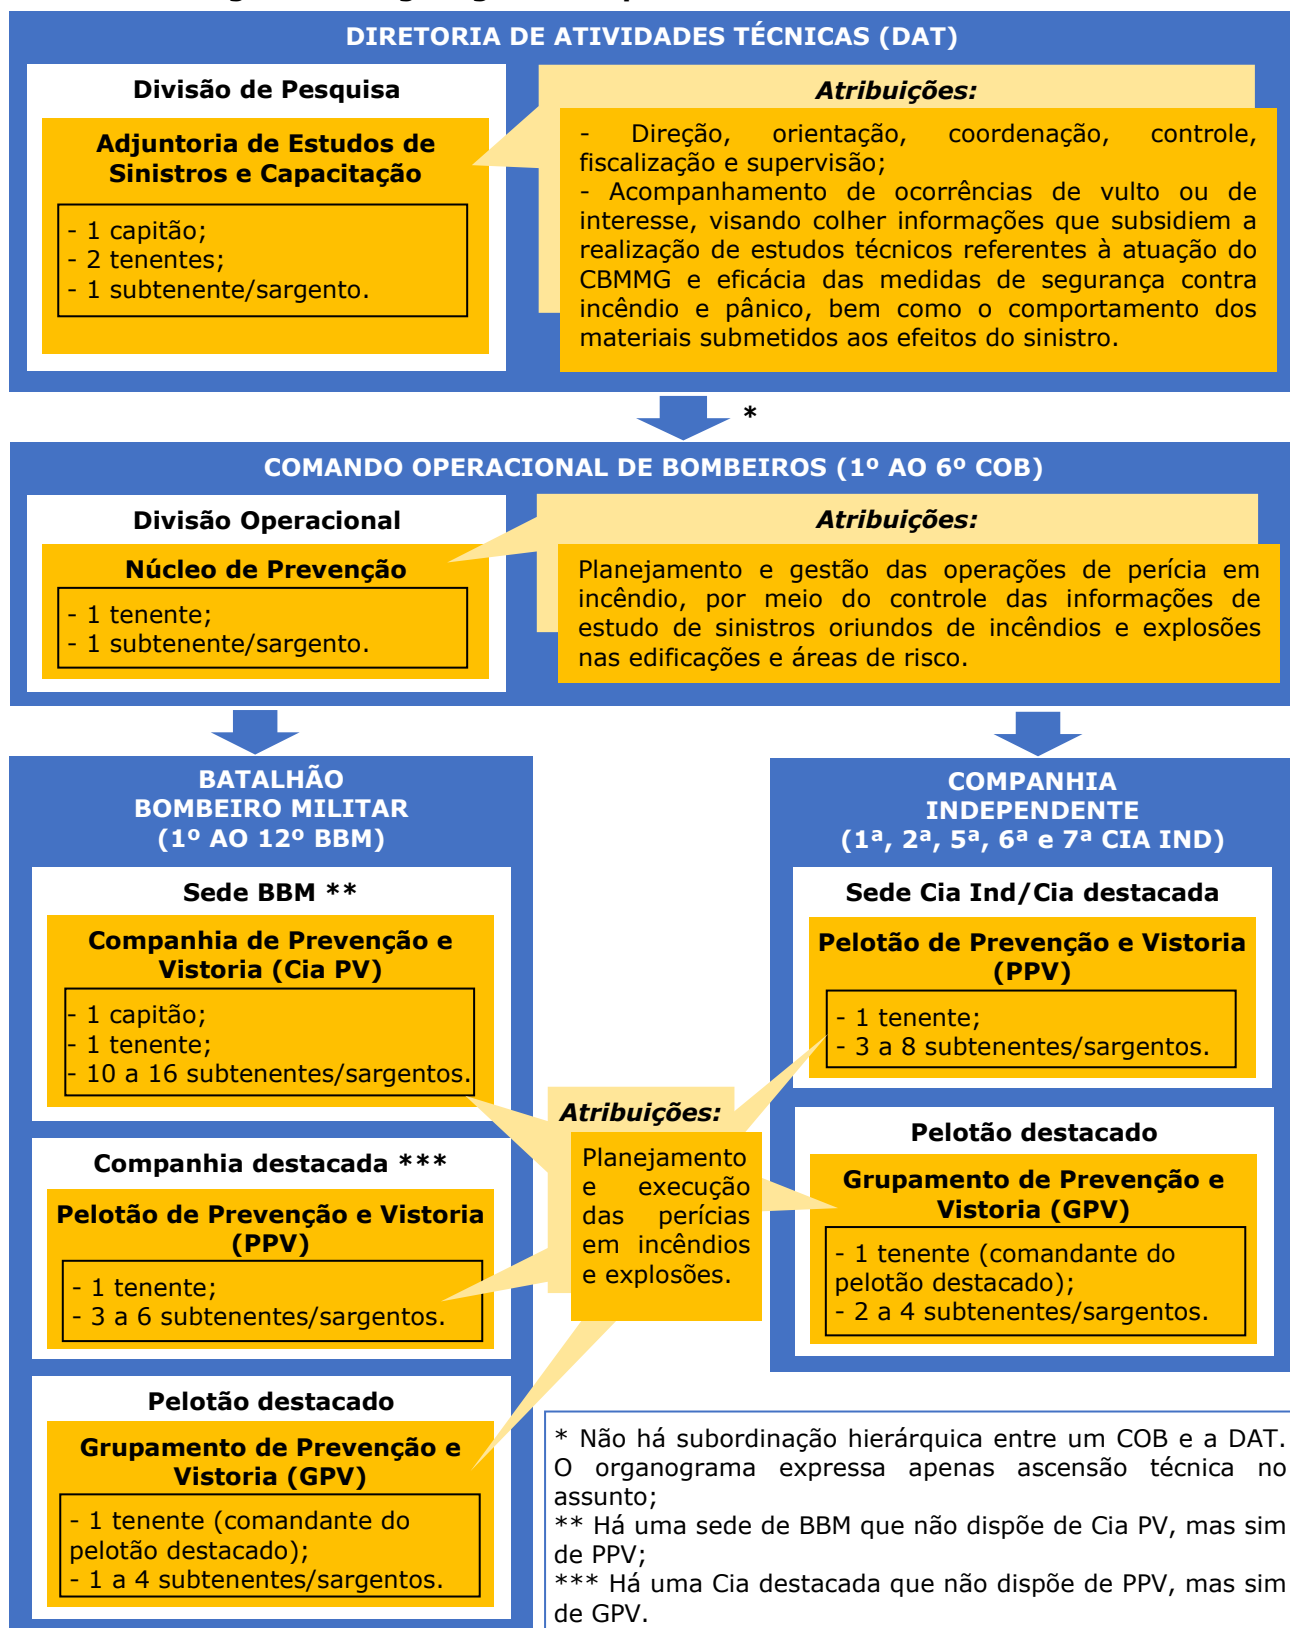 DIRETORIA DE ATIVIDADES TÉCNICAS (DAT)
Divisão de Pesquisa
Adjuntoria de Estudos de
Sinistros e Capacitação
- 1 capitão;
- 2 tenentes;
- 1 subtenente/sargento.
Atribuições:
- Direção, orientação, coordenação, controle,
fiscalização e supervisão;
- Acompanhamento de ocorrências de vulto ou de
interesse, visando colher informações que subsidiem a
realização de estudos técnicos referentes à atuação do
CBMMG e eficácia das medidas de segurança contra
incêndio e pânico, bem como o comportamento dos
materiais submetidos aos efeitos do sinistro.
*
COMANDO OPERACIONAL DE BOMBEIROS (1º AO 6º COB)
Divisão Operacional
Núcleo de Prevenção
- 1 tenente;
- 1 subtenente/sargento.
Atribuições:
Planejamento e gestão das operações de perícia em
incêndio, por meio do controle das informações de
estudo de sinistros oriundos de incêndios e explosões
nas edificações e áreas de risco.
BATALHÃO
BOMBEIRO MILITAR
(1º AO 12º BBM)
Sede BBM **
Companhia de Prevenção e
Vistoria (Cia PV)
- 1 capitão;
- 1 tenente;
- 10 a 16 subtenentes/sargentos.
Companhia destacada ***
Pelotão de Prevenção e Vistoria
(PPV)
- 1 tenente;
- 3 a 6 subtenentes/sargentos.
Pelotão destacado
Grupamento de Prevenção e
Vistoria (GPV)
- 1 tenente (comandante do
pelotão destacado);
- 1 a 4 subtenentes/sargentos.
Atribuições:
Planejamento
e execução
das perícias
em incêndios
e explosões.
COMPANHIA
INDEPENDENTE
(1ª, 2ª, 5ª, 6ª e 7ª CIA IND)
Sede Cia Ind/Cia destacada
Pelotão de Prevenção e Vistoria
(PPV)
- 1 tenente;
- 3 a 8 subtenentes/sargentos.
Pelotão destacado
Grupamento de Prevenção e
Vistoria (GPV)
- 1 tenente (comandante do
pelotão destacado);
- 2 a 4 subtenentes/sargentos.
* Não há subordinação hierárquica entre um COB e a DAT.
O organograma expressa apenas ascensão técnica no
assunto;
** Há uma sede de BBM que não dispõe de Cia PV, mas sim
de PPV;
*** Há uma Cia destacada que não dispõe de PPV, mas sim
de GPV.